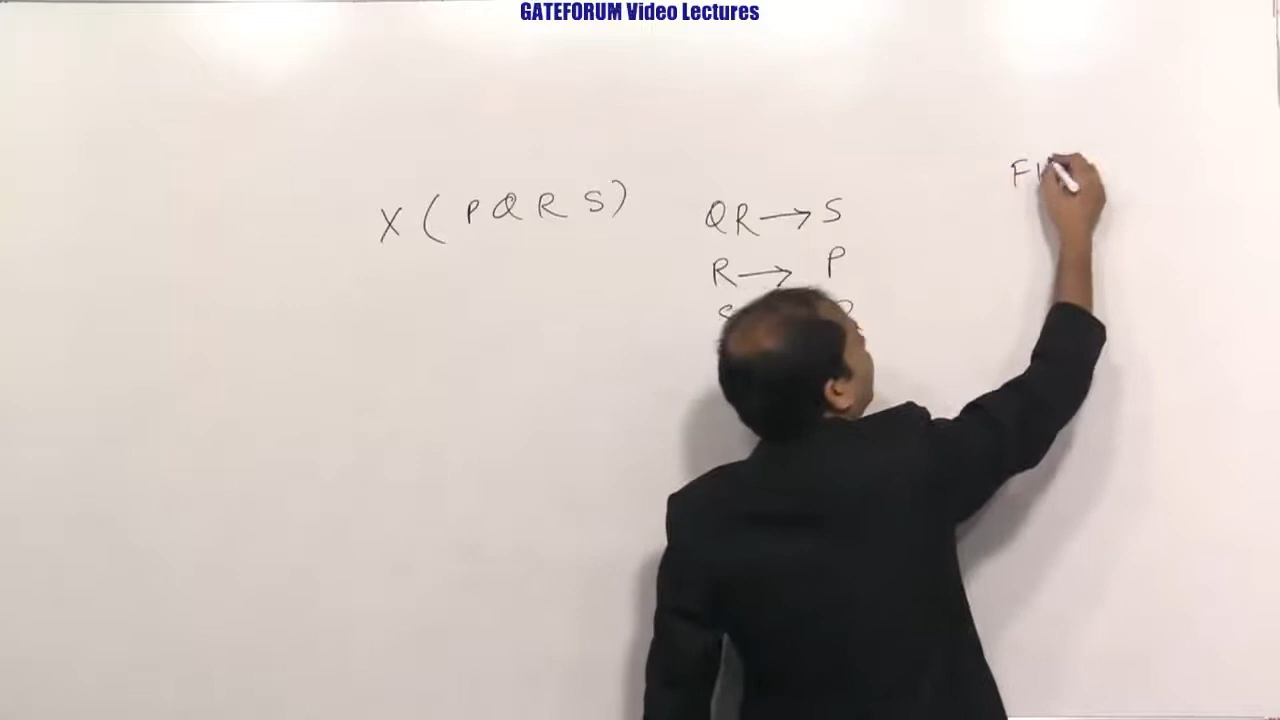 GATEFORUM Video Lectures
X ( P Q R S )
QR → S
R → P
S